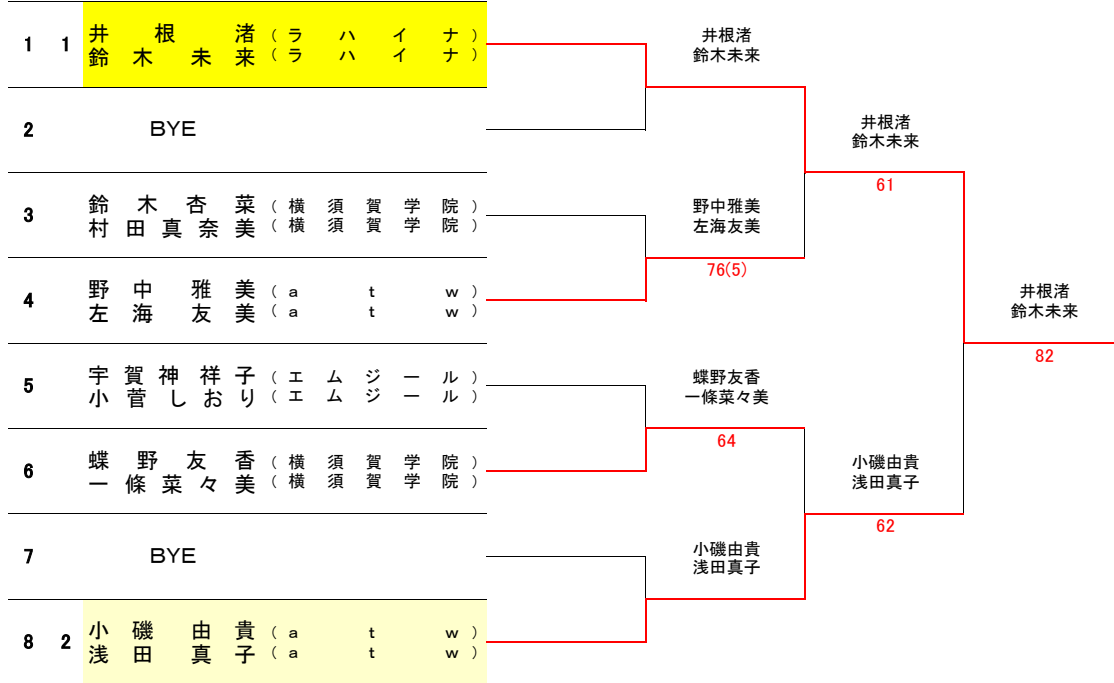 1 1 井根渚(ラハイナ)
鈴木未来(ラハイナ)
2 BYE
3 鈴木杏菜(横須賀学院)
村田真奈美(横須賀学院)
4 野中雅美(atw)
左海友美(atw)
5 宇賀神祥子(エムジール)
小菅しおり(エムジール)
6 蝶野友香(横須賀学院)
一條菜々美(横須賀学院)
7 BYE
8 2 小磯由貴(atw)
浅田真子(atw)
井根渚
鈴木未来
野中雅美
左海友美
76(5)
蝶野友香
一條菜々美
64
小磯由貴
浅田真子
井根渚
鈴木未来
61
小磯由貴
浅田真子
62
井根渚
鈴木未来
82